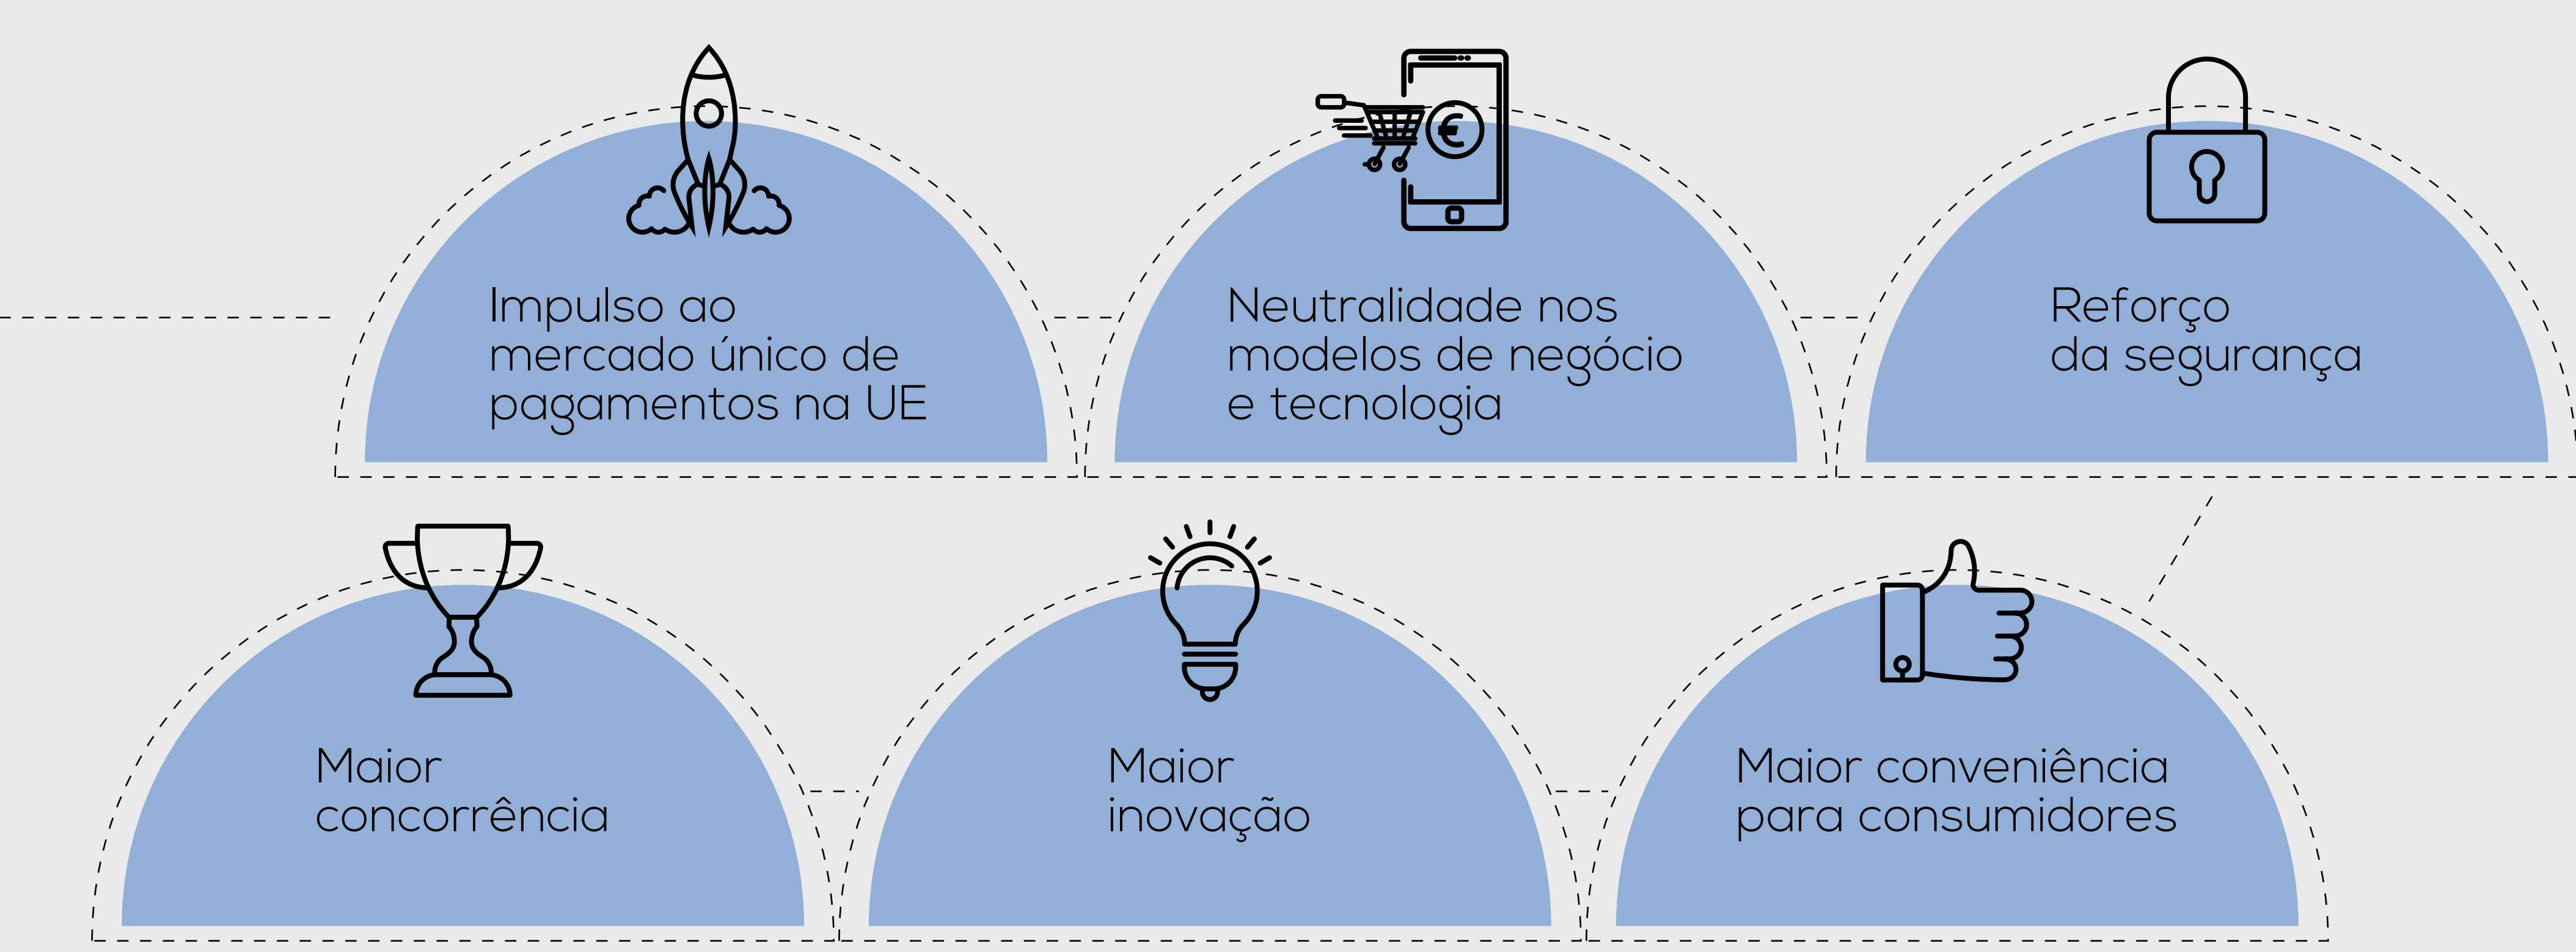 Impulso ao
mercado único de
pagamentos na UE
Neutralidade nos
modelos de negócio
e tecnologia
€
Reforço
da segurança
Maior
concorrência
Maior
inovação
Maior conveniência
para consumidores